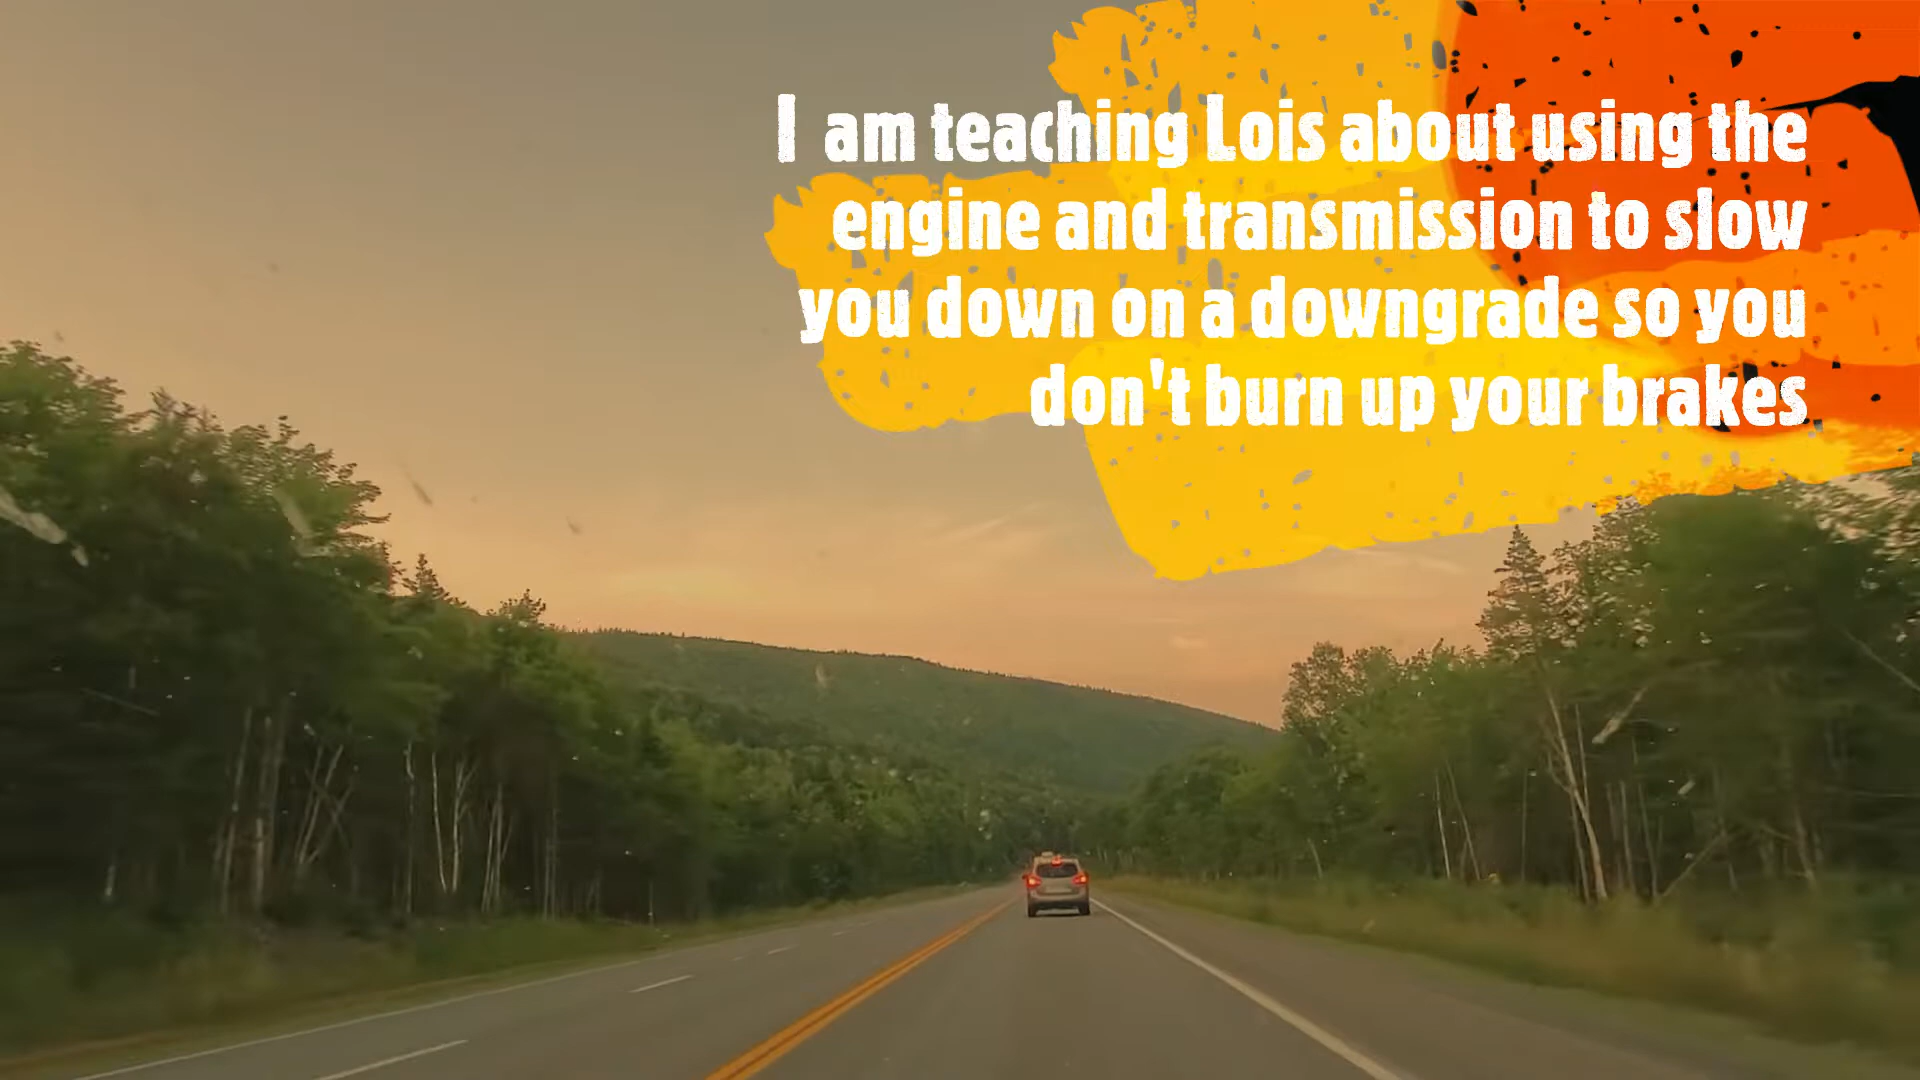 I am teaching Lois about using the
engine and transmission to slow
you down on a downgrade so you
don't burn up your brakes